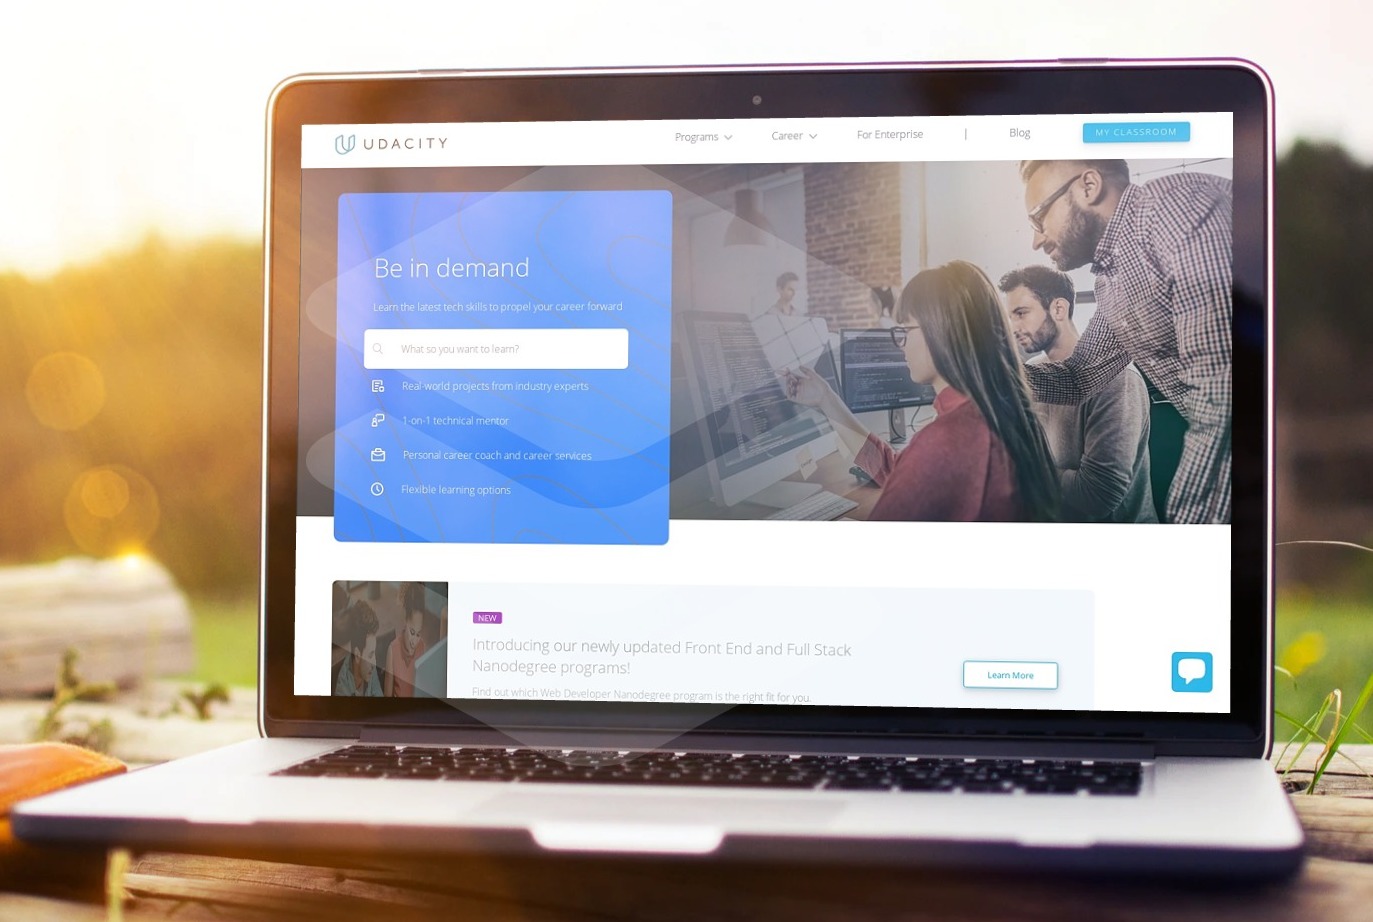 UDACITY
Programs
Career
For Enterprise
|
Blog
MY CLASSROOM
Be in demand
Learn the latest tech skills to propel your career forward
What so you want to learn?
Real-world projects from industry experts
1-on-1 technical mentor
Personal career coach and career services
Flexible learning options
NEW
Introducing our newly updated Front End and Full Stack
Nanodegree programs!
Find out which Web Developer Nanodegree program is the right fit for you.
Learn More